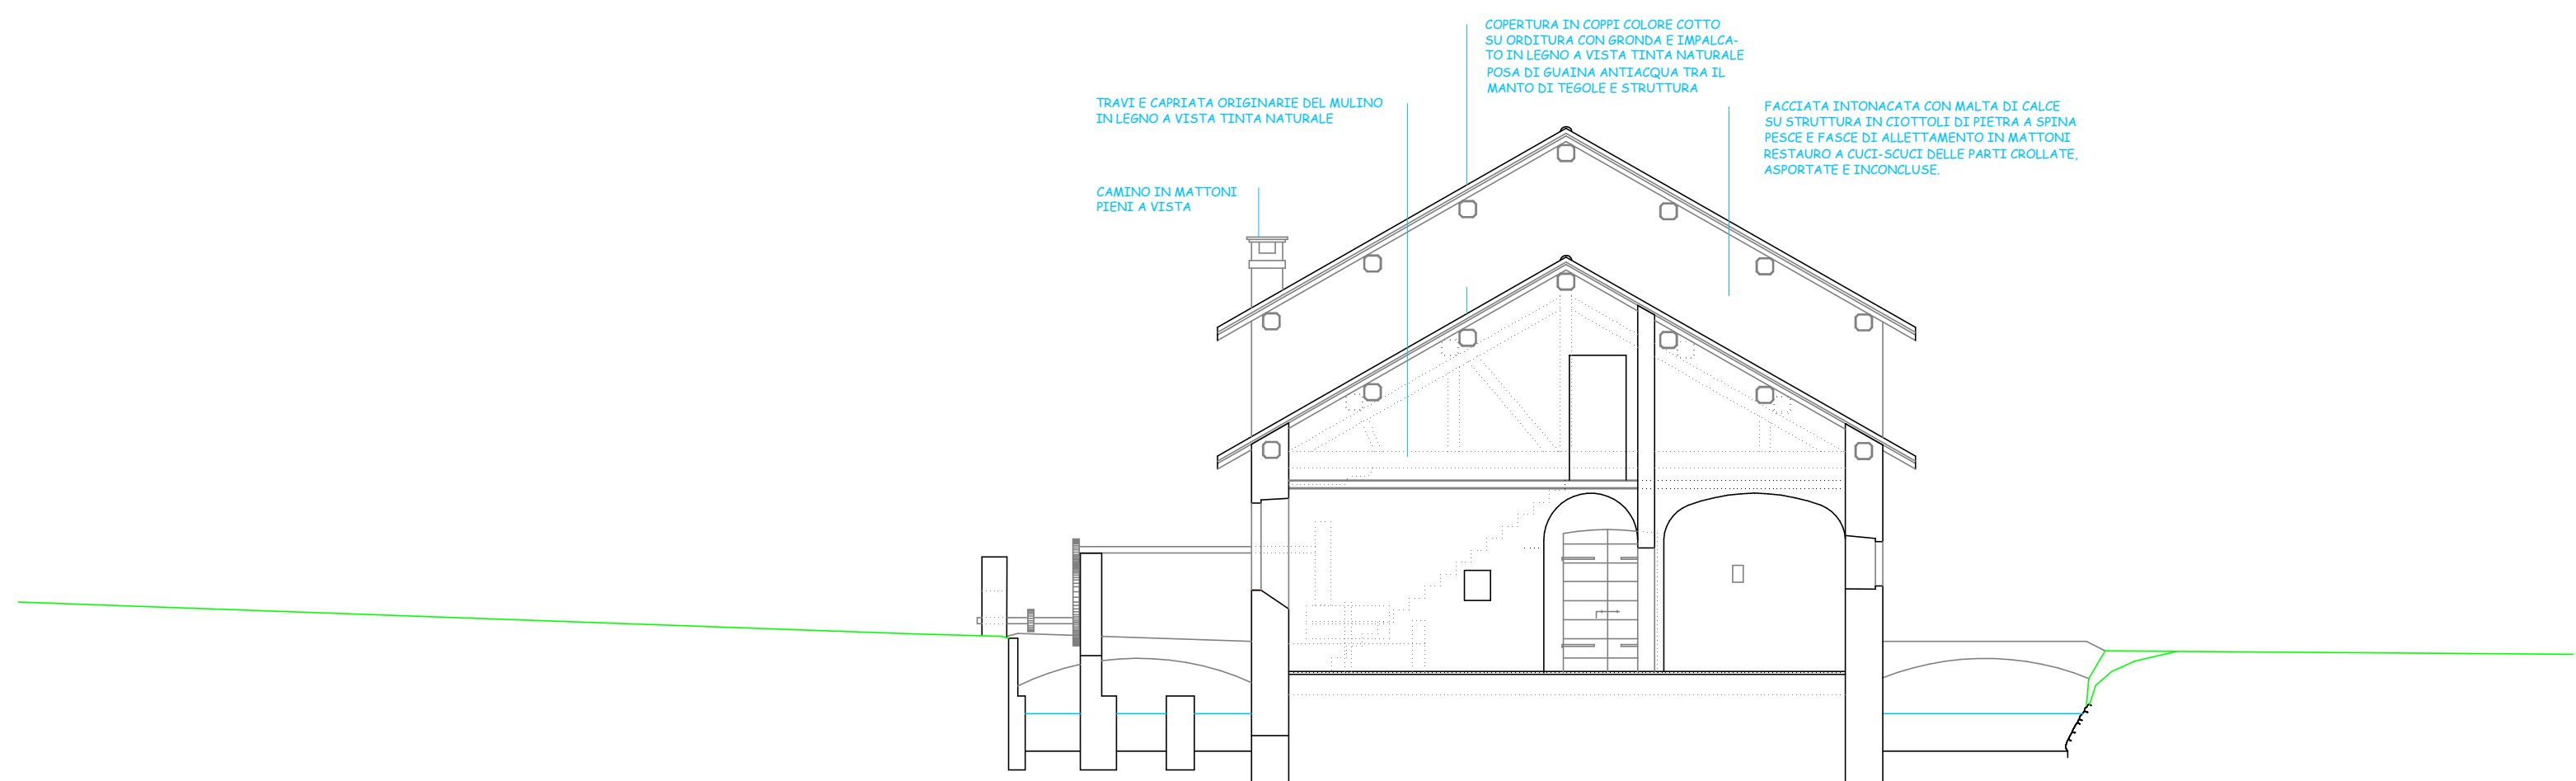 COPERTURA IN COPPI COLORE COTTO
SU ORDITURA CON GRONDA E IMPALCA-
TO IN LEGNO A VISTA TINTA NATURALE
POSA DI GUAINA ANTIACQUA TRA IL
MANTO DI TEGOLE E STRUTTURA
TRAVI E CAPRIATA ORIGINARIE DEL MULINO
IN LEGNO A VISTA TINTA NATURALE
FACCIATA INTONACATA CON MALTA DI CALCE
SU STRUTTURA IN CIOTTOLI DI PIETRA A SPINA
PESCE E FASCE DI ALLETTAMENTO IN MATTONI
RESTAURO A CUCI-SCUCI DELLE PARTI CROLLATE,
ASPORTATE E INCONCLUSE.
CAMINO IN MATTONI
PIENI A VISTA